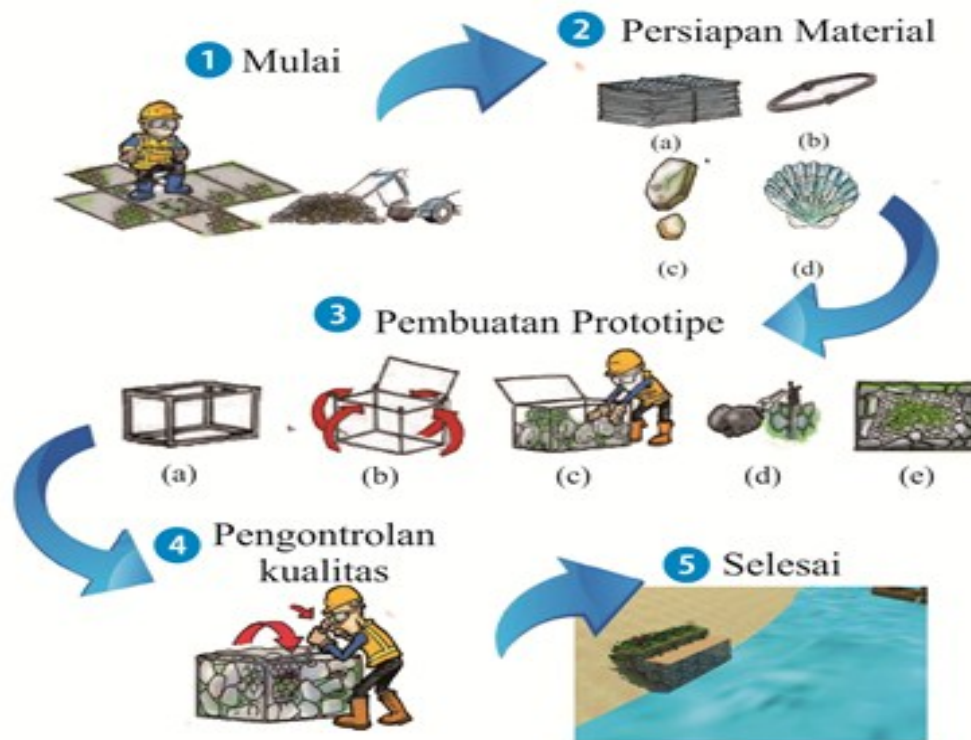 1 Mulai
2 Persiapan Material
(a) (b)
(c) (d)
3 Pembuatan Prototipe
(a) (b) (c) (d) (e)
4 Pengontrolan
kualitas
5 Selesai